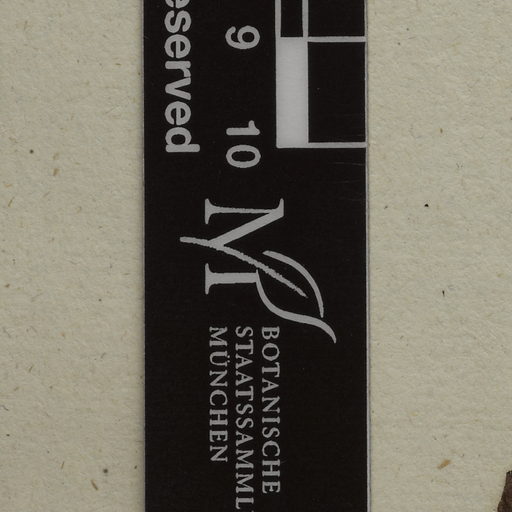 eserved
9 10
M
BOTANISCHE
STAATSSAMML
MÜNCHEN